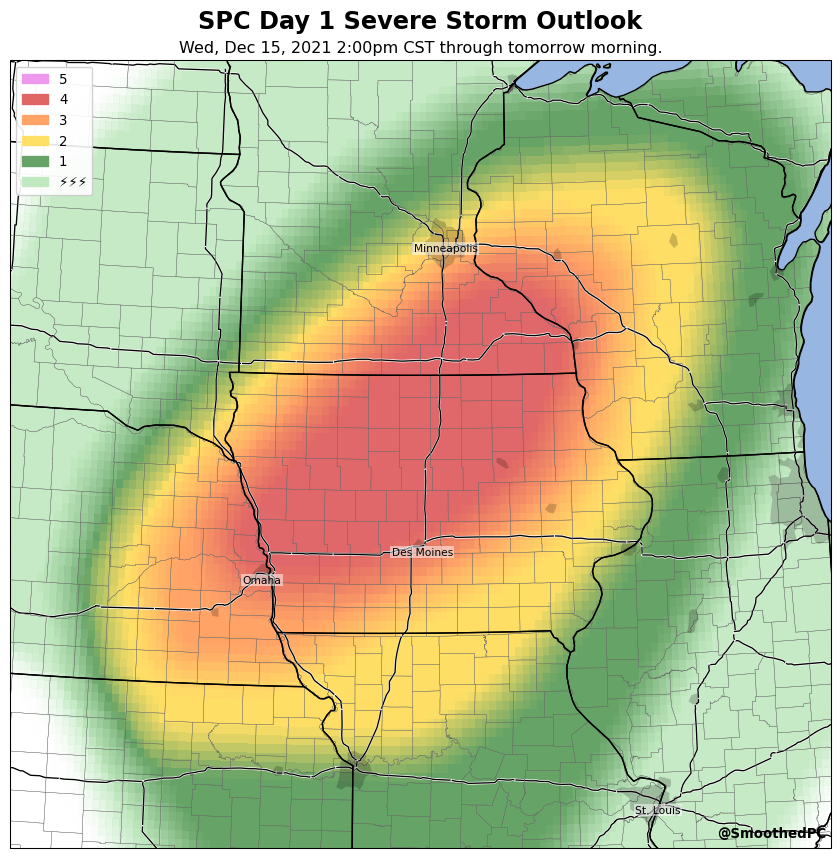 SPC Day 1 Severe Storm Outlook
Wed, Dec 15, 2021 2:00pm CST through tomorrow morning.
5
4
3
2
1
⚡⚡⚡
Minneapolis
Des Moines
Omaha
St. Louis
@SmoothedPC